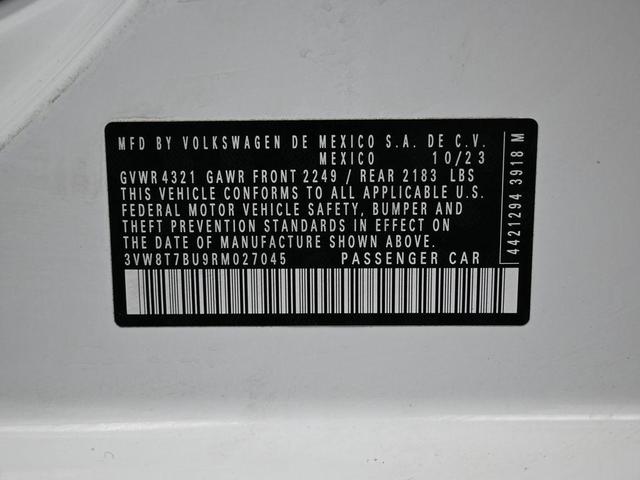 MFD BY VOLKSWAGEN DE MEXICO S.A. DE C.V.
MEXICO 10/23
GVWR 4321 GAWR FRONT 2249 / REAR 2183 LBS
THIS VEHICLE CONFORMS TO ALL APPLICABLE U.S.
FEDERAL MOTOR VEHICLE SAFETY, BUMPER AND
THEFT PREVENTION STANDARDS IN EFFECT ON
THE DATE OF MANUFACTURE SHOWN ABOVE.
3VW8T7BU9RM027045 PASSENGER CAR
4421294 3918 M